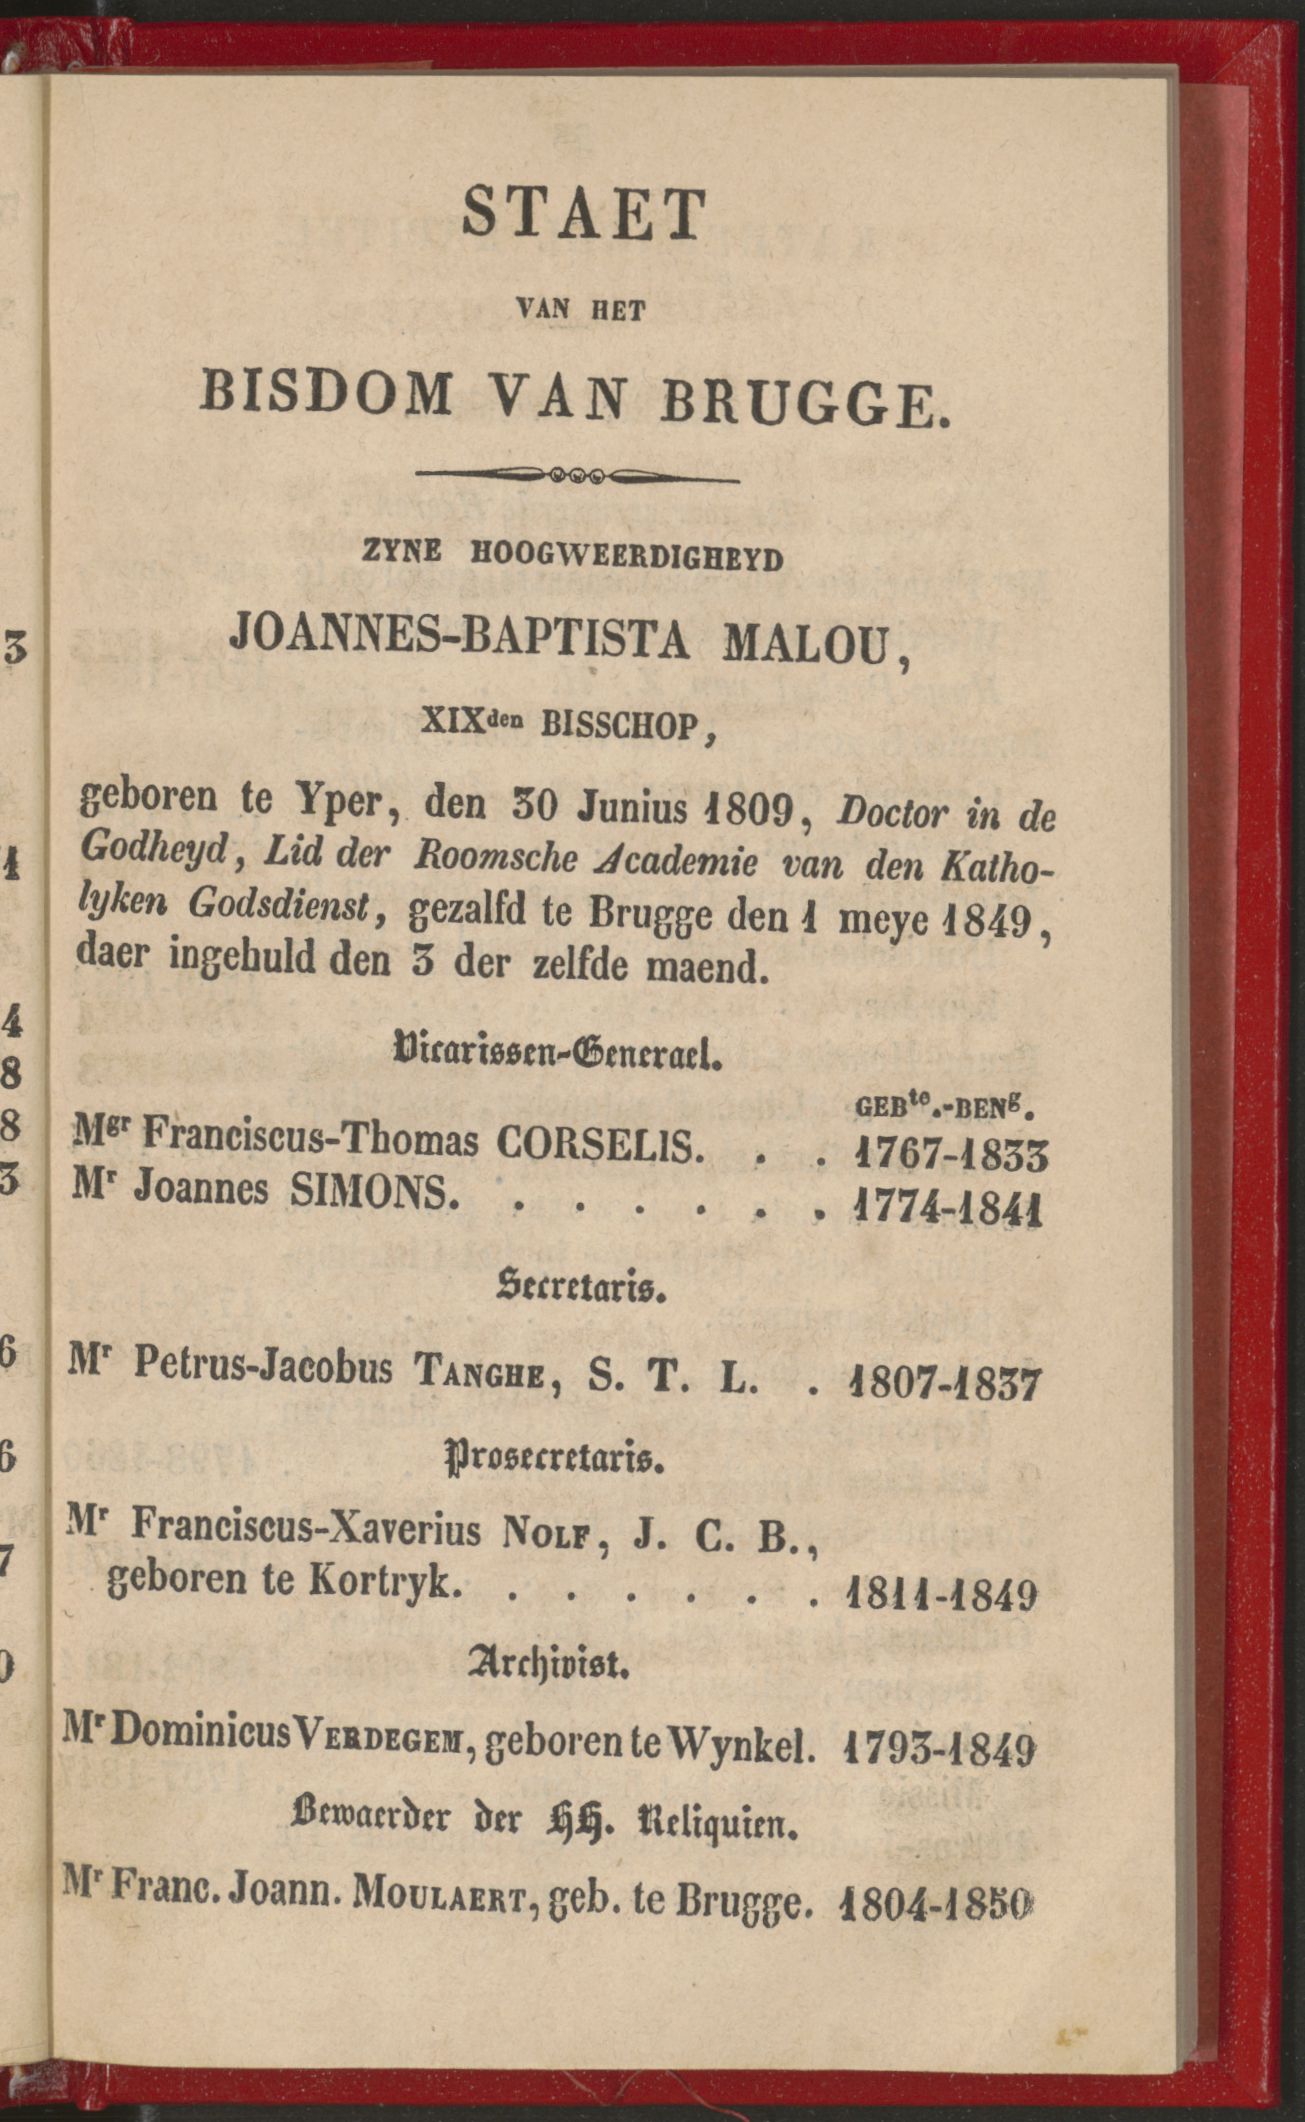 STAET
VAN HET
BISDOM VAN BRUGGE.
ZYNE HOOGWEERDIGHEYD
JOANNES-BAPTISTA MALOU,
XIXden BISSCHOP,
geboren te Yper, den 30 Junius 1809, Doctor in de
Godheyd, Lid der Roomsche Academie van den Katho-
lyken Godsdienst, gezalfd te Brugge den 1 meye 1849,
daer ingehuld den 3 der zelfde maend.
Vicarissen-Generael.
GEBte.-BENg.
Mgr Franciscus-Thomas CORSELIS. . . 1767-1833
Mr Joannes SIMONS. . . . . . . 1774-1841
Secretaris.
Mr Petrus-Jacobus TANGHE, S. T. L. . 1807-1837
Prosecretaris.
Mr Franciscus-Xaverius NOLF, J. C. B.,
geboren te Kortryk. . . . . . . 1811-1849
Archivist.
Mr Dominicus VERDEGEM, geboren te Wynkel. 1793-1849
Bewaerder der HH. Reliquien.
Mr Franc. Joann. MOULAERT, geb. te Brugge. 1804-1850